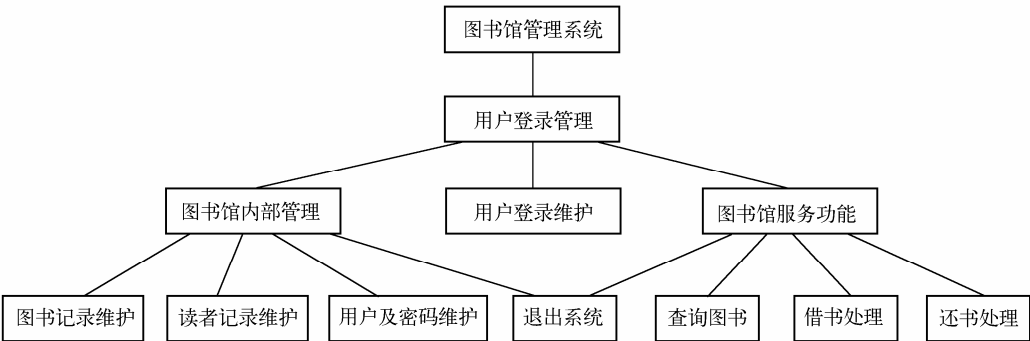 图书馆管理系统
用户登录管理
图书馆内部管理
用户登录维护
图书馆服务功能
图书记录维护
读者记录维护
用户及密码维护
退出系统
查询图书
借书处理
还书处理